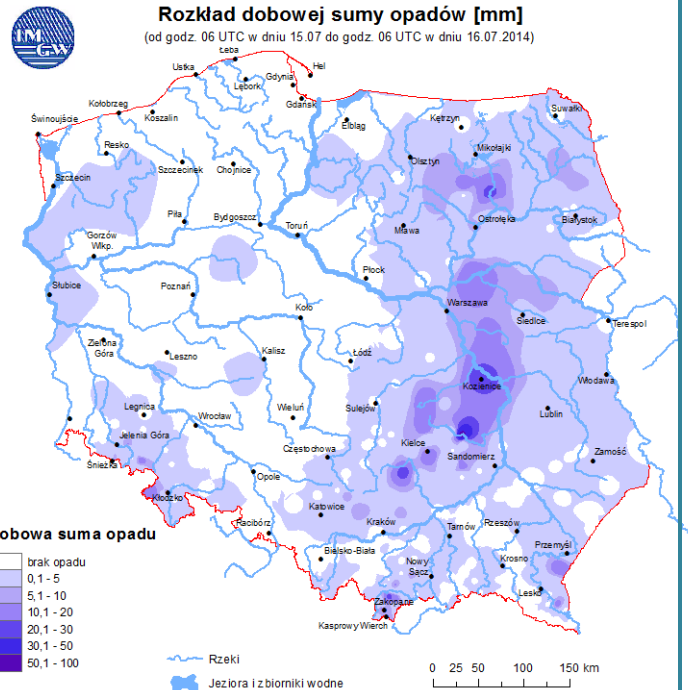 IMGW
Rozkład dobowej sumy opadów [mm]
(od godz. 06 UTC w dniu 15.07 do godz. 06 UTC w dniu 16.07.2014)
Łeba
Hel
Ustka
Gdynia
Lębork
Gdańsk
Kołobrzeg
Koszalin
Świnoujście
Elbląg
Kętrzyn
Suwałki
Resko
Mikołajki
Szczecinek
Chojnice
Olsztyn
Szczecin
Piła
Bydgoszcz
Toruń
Ostrołęka
Białystok
Mława
Gorzów
Wlkp.
Płock
Słubice
Poznań
Koło
Warszawa
Siedlce
Terespol
Zielona
Góra
Leszno
Kalisz
Łódź
Kozienice
Włodawa
Legnica
Wrocław
Wieluń
Sulejów
Lublin
Jelenia Góra
Kielce
Częstochowa
Sandomierz
Zamość
Śnieżka
Opole
Kłodzko
Katowice
Racibórz
Kraków
Tarnów
Rzeszów
Przemyśl
Bielsko-Biała
Nowy
Sącz
Krosno
Lesko
Zakopane
Kasprowy Wierch
obowa suma opadu
brak opadu
0,1 - 5
5,1 - 10
10,1 - 20
20,1 - 30
30,1 - 50
50,1 - 100
Rzeki
Jeziora i zbiorniki wodne
0 25 50 100 150 km